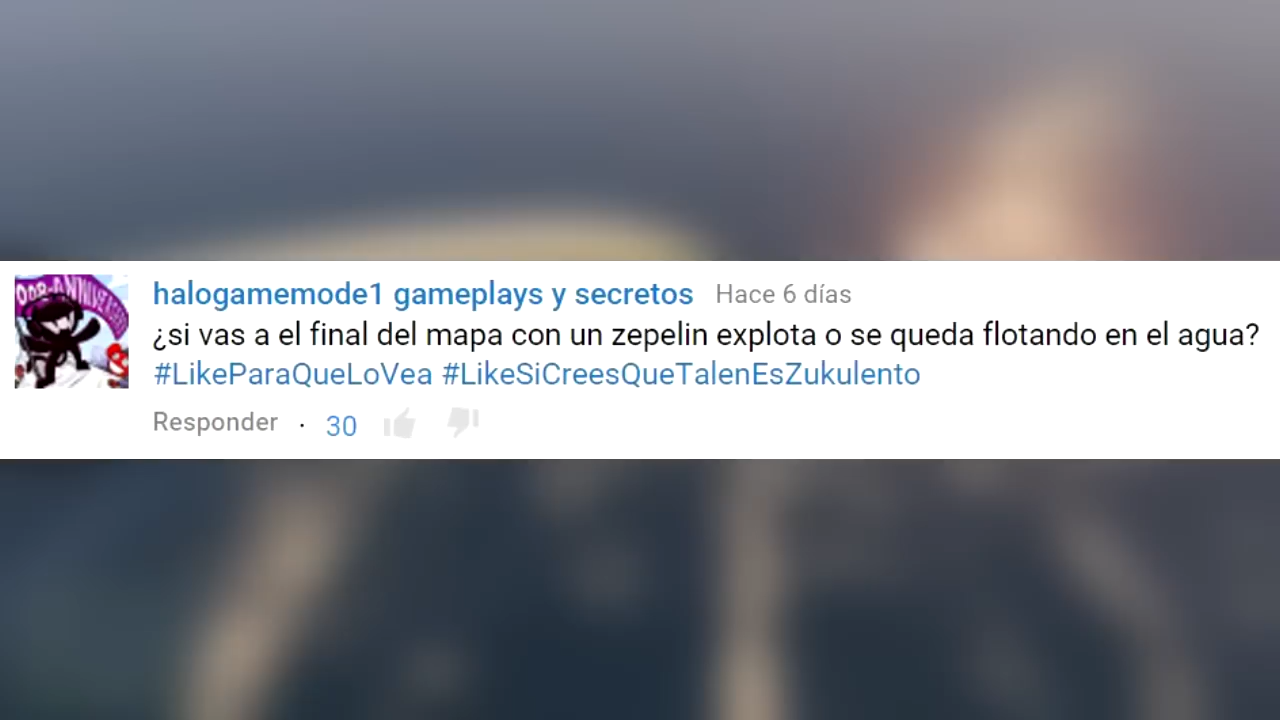 halogamemode1 gameplays y secretos Hace 6 días
¿si vas a el final del mapa con un zepelin explota o se queda flotando en el agua?
#LikeParaQueLoVea #LikeSiCreesQueTalenEsZukulento
Responder · 30